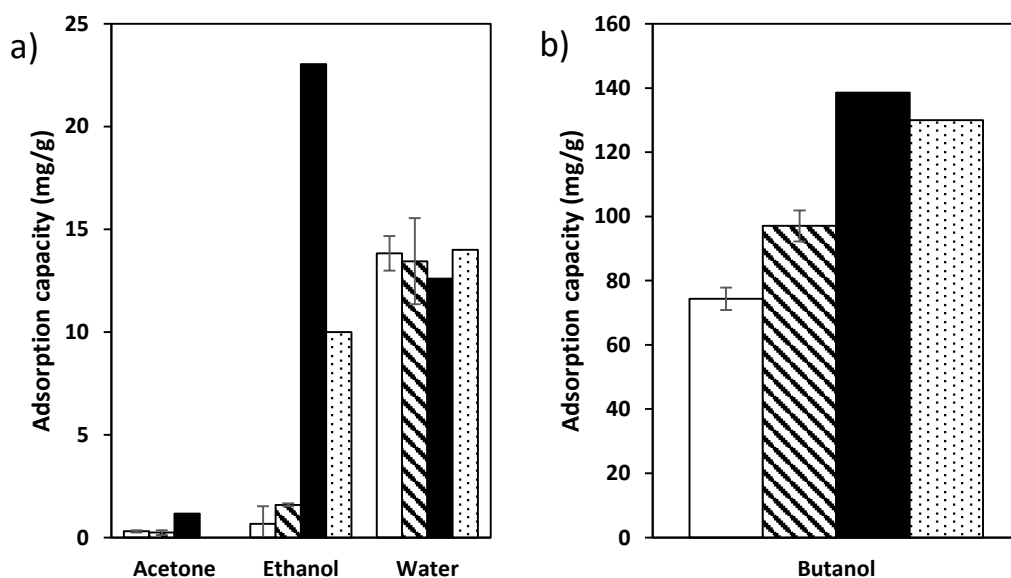 a)
Adsorption capacity (mg/g)
25
20
15
10
5
0
Acetone
Ethanol
Water
b)
Adsorption capacity (mg/g)
160
140
120
100
80
60
40
20
0
Butanol